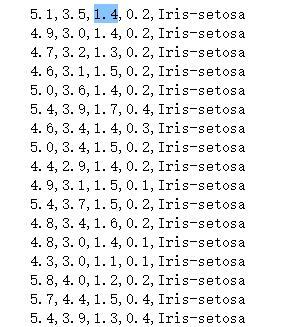 5.1,3.5,1.4,0.2,Iris-setosa
4.9,3.0,1.4,0.2,Iris-setosa
4.7,3.2,1.3,0.2,Iris-setosa
4.6,3.1,1.5,0.2,Iris-setosa
5.0,3.6,1.4,0.2,Iris-setosa
5.4,3.9,1.7,0.4,Iris-setosa
4.6,3.4,1.4,0.3,Iris-setosa
5.0,3.4,1.5,0.2,Iris-setosa
4.4,2.9,1.4,0.2,Iris-setosa
4.9,3.1,1.5,0.1,Iris-setosa
5.4,3.7,1.5,0.2,Iris-setosa
4.8,3.4,1.6,0.2,Iris-setosa
4.8,3.0,1.4,0.1,Iris-setosa
4.3,3.0,1.1,0.1,Iris-setosa
5.8,4.0,1.2,0.2,Iris-setosa
5.7,4.4,1.5,0.4,Iris-setosa
5.4,3.9,1.3,0.4,Iris-setosa